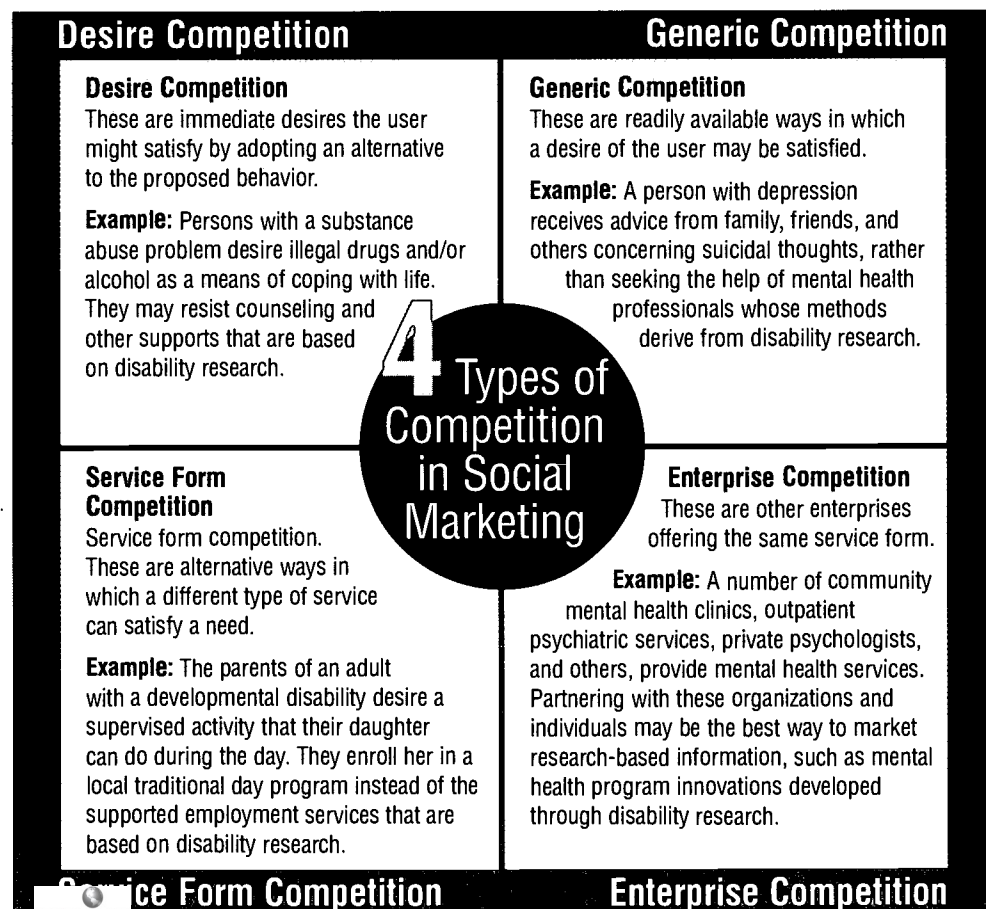 Desire Competition
Generic Competition
Desire Competition
These are immediate desires the user
might satisfy by adopting an alternative
to the proposed behavior.
Example: Persons with a substance
abuse problem desire illegal drugs and/or
alcohol as a means of coping with life.
They may resist counseling and
other supports that are based
on disability research.
Generic Competition
These are readily available ways in which
a desire of the user may be satisfied.
Example: A person with depression
receives advice from family, friends, and
others concerning suicidal thoughts, rather
than seeking the help of mental health
professionals whose methods
derive from disability research.
4 Types of
Competition
in Social
Marketing
Service Form
Competition
Service form competition.
These are alternative ways in
which a different type of service
can satisfy a need.
Example: The parents of an adult
with a developmental disability desire a
supervised activity that their daughter
can do during the day. They enroll her in a
local traditional day program instead of the
supported employment services that are
based on disability research.
Enterprise Competition
These are other enterprises
offering the same service form.
Example: A number of community
mental health clinics, outpatient
psychiatric services, private psychologists,
and others, provide mental health services.
Partnering with these organizations and
individuals may be the best way to market
research-based information, such as mental
health program innovations developed
through disability research.
Service Form Competition
Enterprise Competition